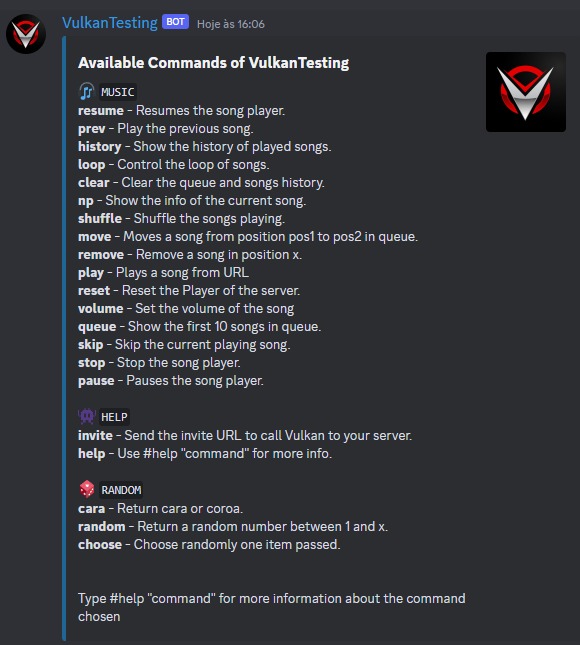 VulkanTesting BOT Hoje às 16:06
Available Commands of VulkanTesting
MUSIC
resume - Resumes the song player.
prev - Play the previous song.
history - Show the history of played songs.
loop - Control the loop of songs.
clear - Clear the queue and songs history.
np - Show the info of the current song.
shuffle - Shuffle the songs playing.
move - Moves a song from position pos1 to pos2 in queue.
remove - Remove a song in position x.
play - Plays a song from URL
reset - Reset the Player of the server.
volume - Set the volume of the song
queue - Show the first 10 songs in queue.
skip - Skip the current playing song.
stop - Stop the song player.
pause - Pauses the song player.
HELP
invite - Send the invite URL to call Vulkan to your server.
help - Use #help "command" for more info.
RANDOM
cara - Return cara or coroa.
random - Return a random number between 1 and x.
choose - Choose randomly one item passed.
Type #help "command" for more information about the command
chosen